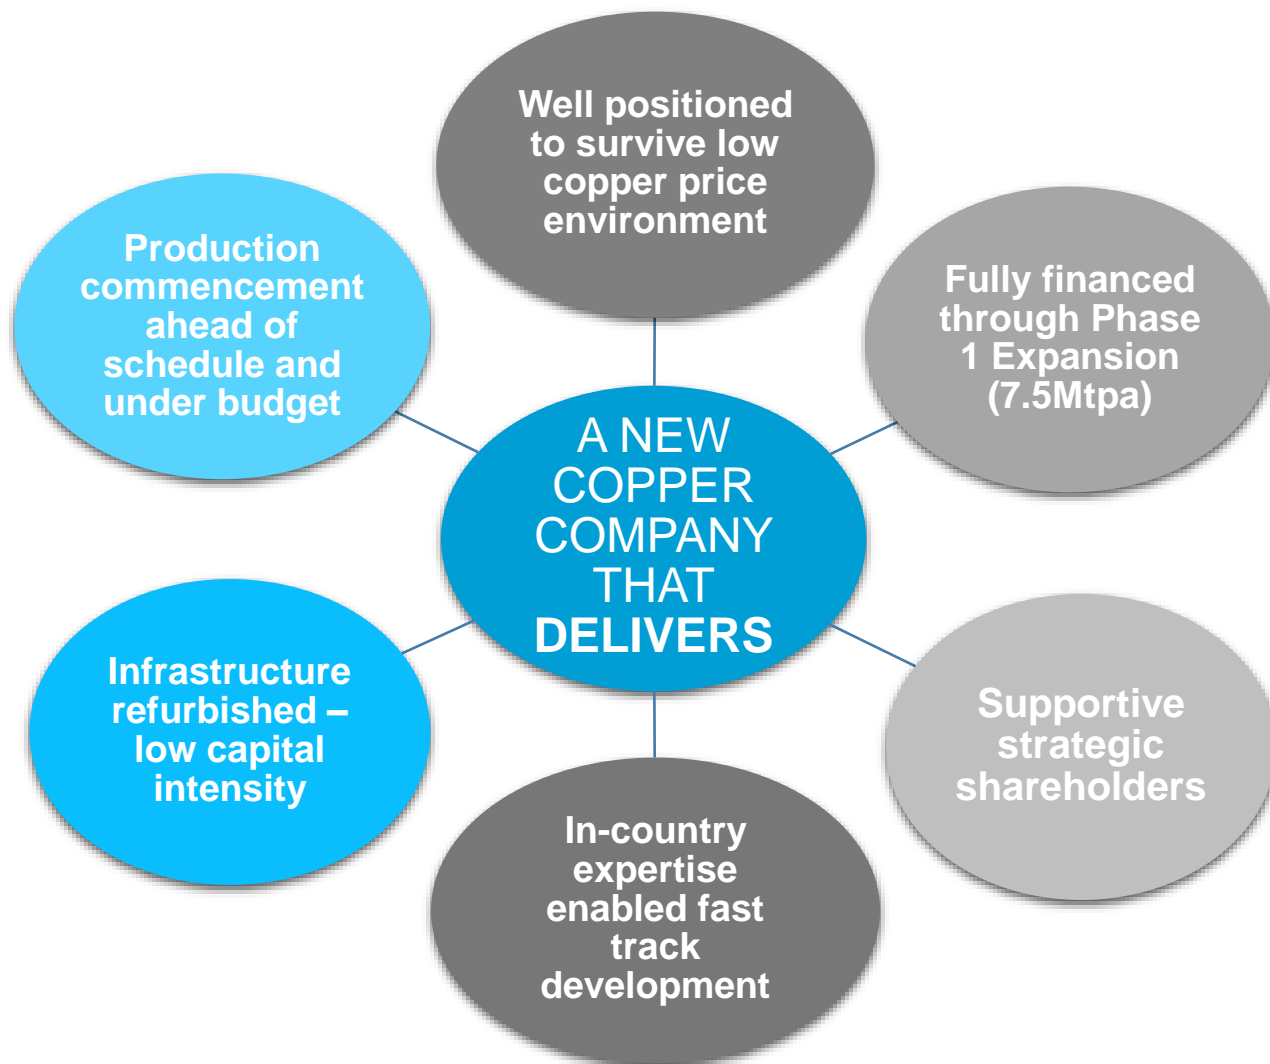 Well positioned
to survive low
copper price
environment
Fully financed
through Phase
1 Expansion
(7.5Mtpa)
Supportive
strategic
shareholders
In-country
expertise
enabled fast
track
development
Infrastructure
refurbished –
low capital
intensity
Production
commencement
ahead of
schedule and
under budget
A NEW
COPPER
COMPANY
THAT
DELIVERS